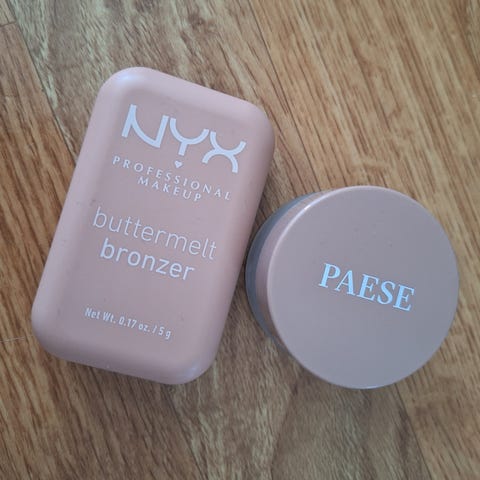 NYX
PROFESSIONAL
MAKEUP
buttermelt
bronzer
Net Wt. 0.17 oz. / 5 g
PAESE